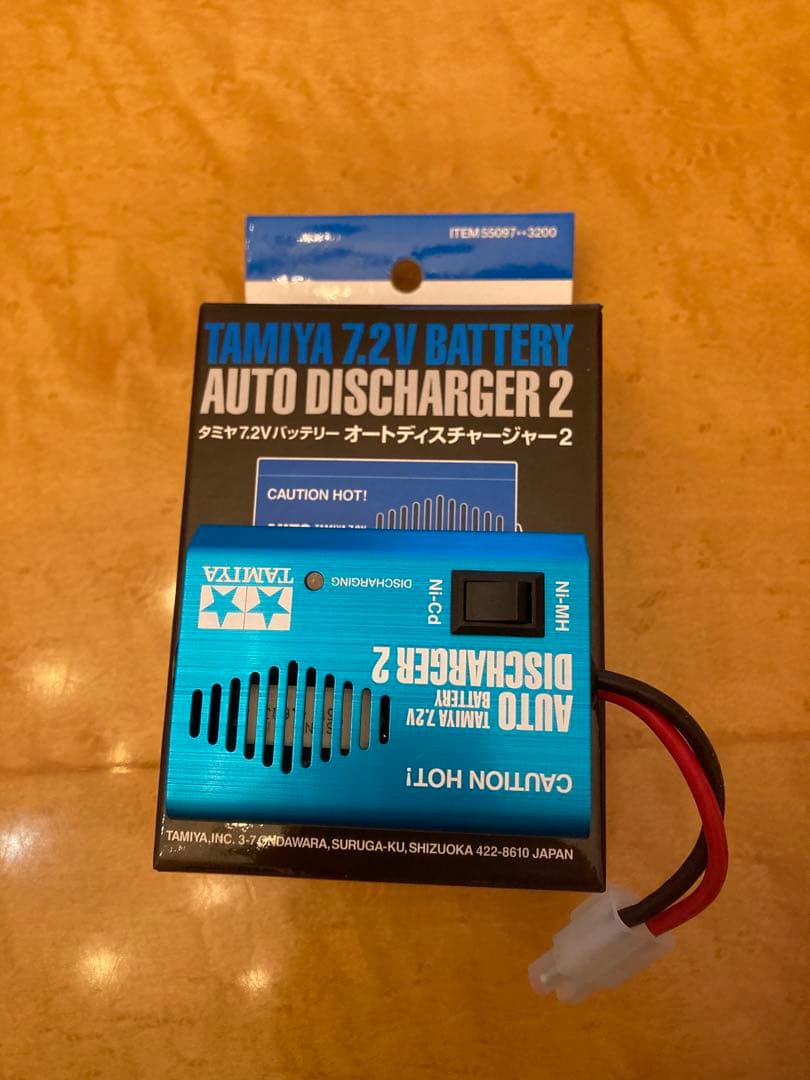 ITEM 55097··3200
TAMIYA 7.2V BATTERY
AUTO DISCHARGER 2
タミヤ7.2Vバッテリー オートディスチャージャー2
CAUTION HOT!
TAMIYA
DISCHARGING
Ni-Cd
Ni-MH
CAUTION HOT!
AUTO TAMIYA 7.2V BATTERY
DISCHARGER 2
TAMIYA,INC. 3-7, ONDAWARA, SURUGA-KU, SHIZUOKA 422-8610 JAPAN